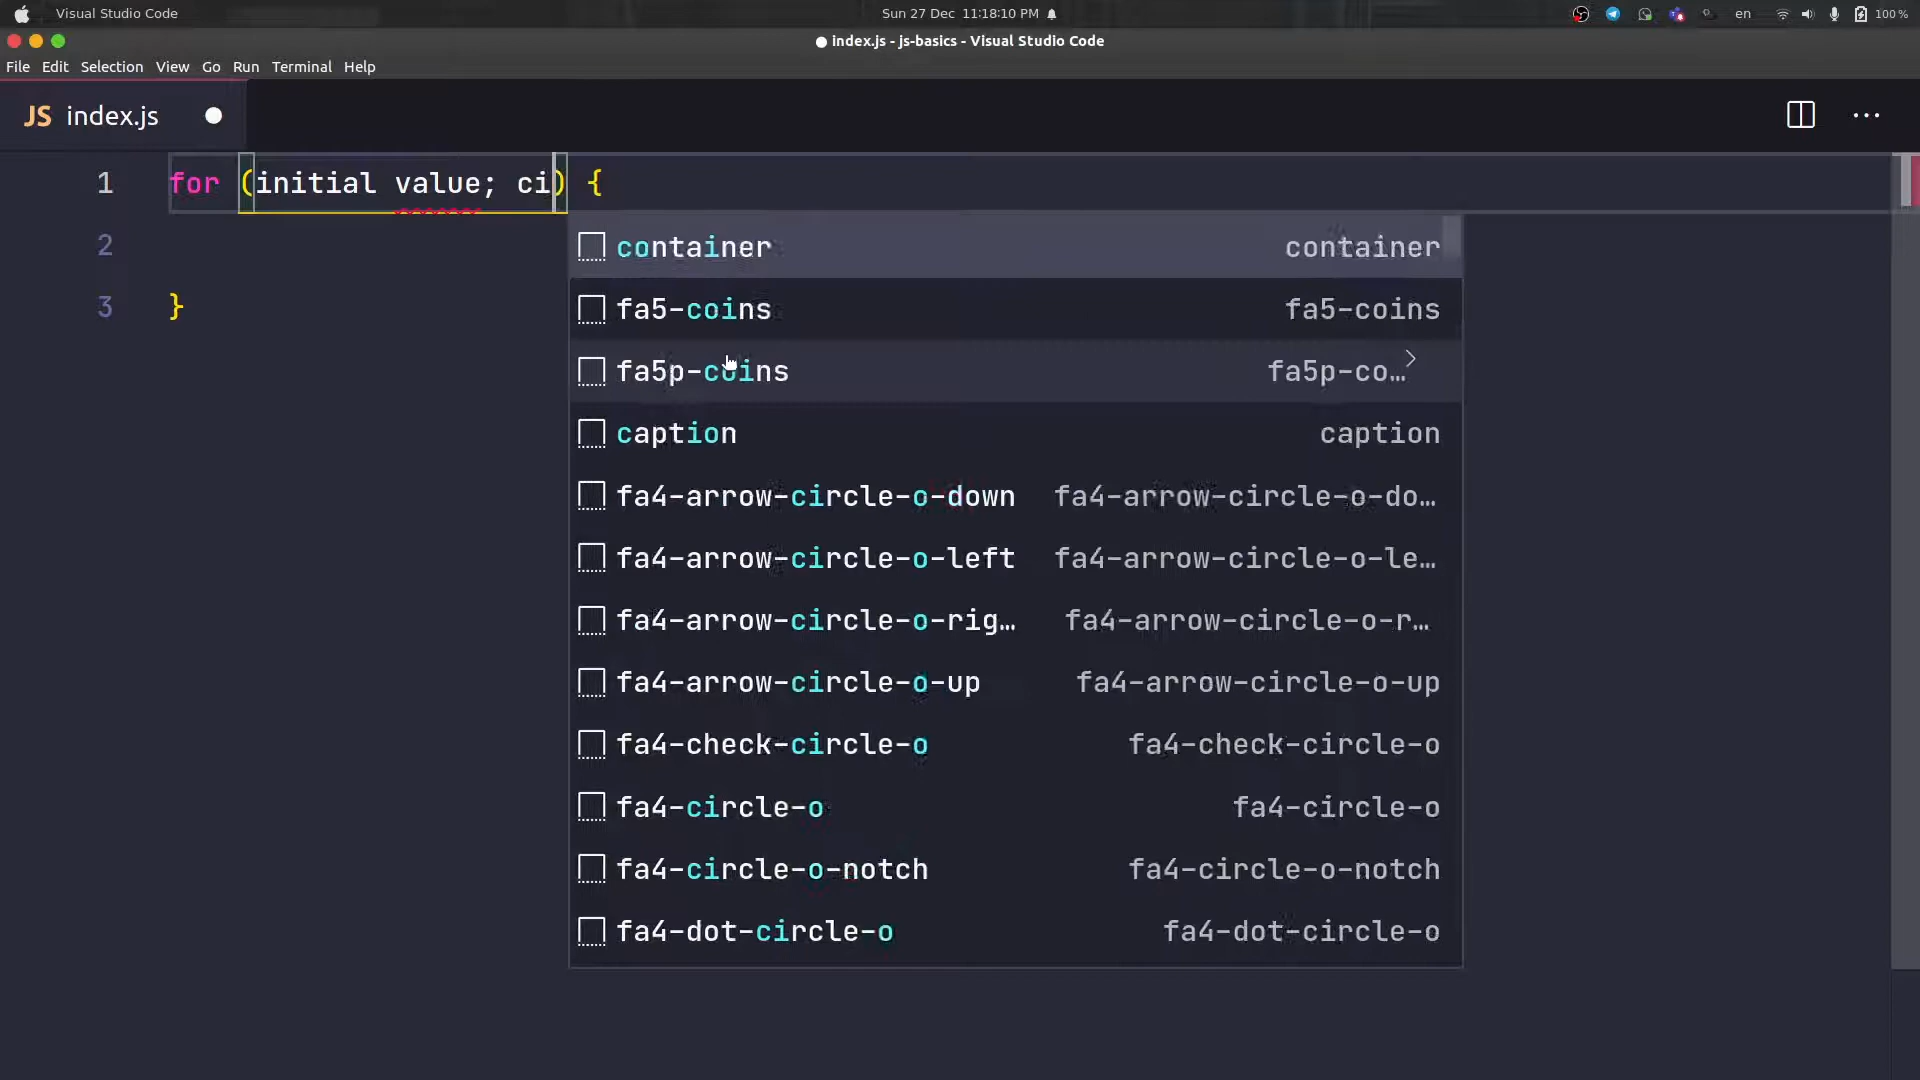 Visual Studio Code
Sun 27 Dec 11:18:10 PM
en
100 %
● index.js - js-basics - Visual Studio Code
File Edit Selection View Go Run Terminal Help
JS index.js
1 for (initial value; ci) {
2
3 }
container container
fa5-coins fa5-coins
fa5p-coins fa5p-co…
caption caption
fa4-arrow-circle-o-down fa4-arrow-circle-o-do…
fa4-arrow-circle-o-left fa4-arrow-circle-o-le…
fa4-arrow-circle-o-rig… fa4-arrow-circle-o-r…
fa4-arrow-circle-o-up fa4-arrow-circle-o-up
fa4-check-circle-o fa4-check-circle-o
fa4-circle-o fa4-circle-o
fa4-circle-o-notch fa4-circle-o-notch
fa4-dot-circle-o fa4-dot-circle-o